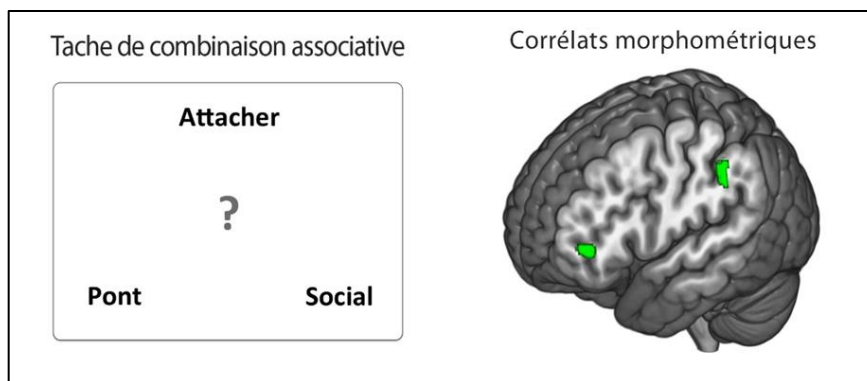 Tache de combinaison associative
Corrélats morphométriques
Attacher
?
Pont
Social